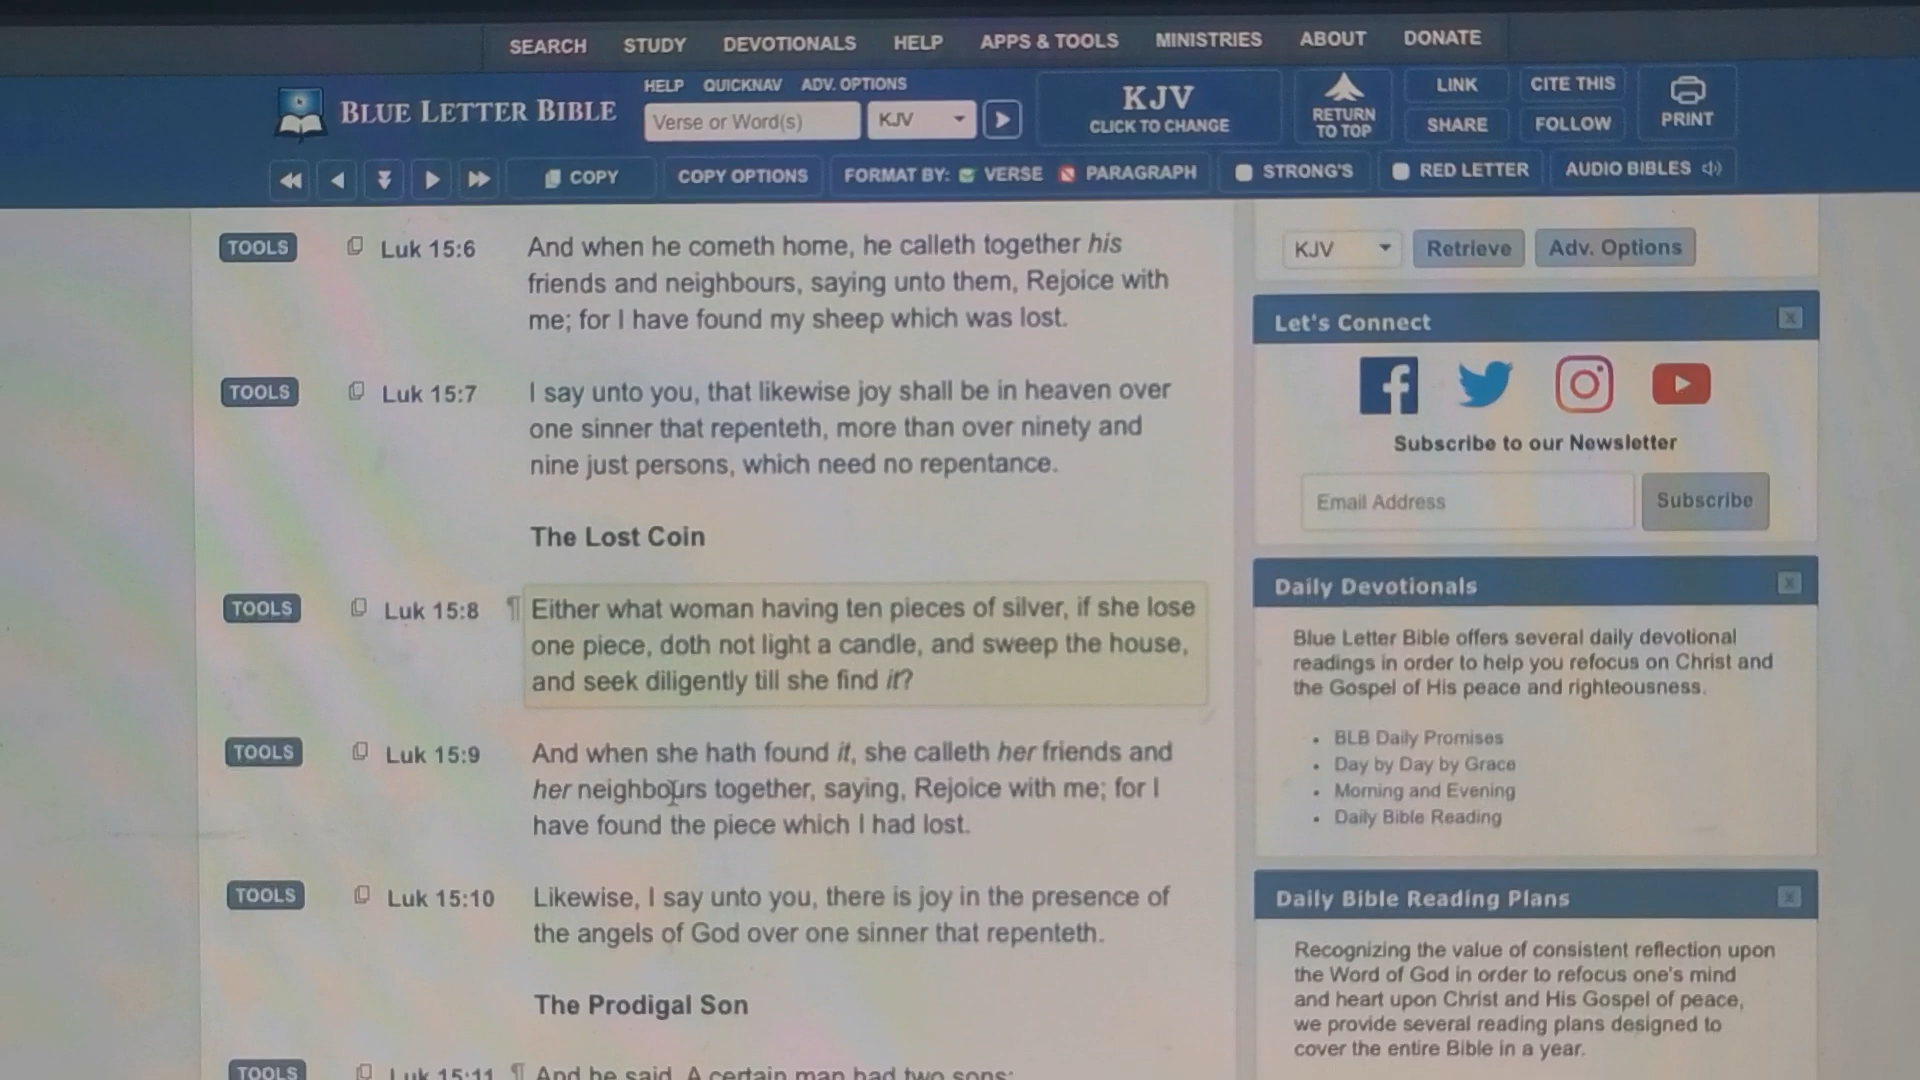 SEARCH STUDY DEVOTIONALS HELP APPS & TOOLS MINISTRIES ABOUT DONATE
BLUE LETTER BIBLE
HELP QUICKNAV ADV. OPTIONS
Verse or Word(s) KJV
KJV
CLICK TO CHANGE
RETURN
TO TOP
LINK
SHARE
CITE THIS
FOLLOW
PRINT
COPY COPY OPTIONS FORMAT BY: VERSE PARAGRAPH STRONG'S RED LETTER AUDIO BIBLES
TOOLS Luk 15:6 And when he cometh home, he calleth together his
friends and neighbours, saying unto them, Rejoice with
me; for I have found my sheep which was lost.
TOOLS Luk 15:7 I say unto you, that likewise joy shall be in heaven over
one sinner that repenteth, more than over ninety and
nine just persons, which need no repentance.
The Lost Coin
TOOLS Luk 15:8 ¶ Either what woman having ten pieces of silver, if she lose
one piece, doth not light a candle, and sweep the house,
and seek diligently till she find it?
TOOLS Luk 15:9 And when she hath found it, she calleth her friends and
her neighbours together, saying, Rejoice with me; for I
have found the piece which I had lost.
TOOLS Luk 15:10 Likewise, I say unto you, there is joy in the presence of
the angels of God over one sinner that repenteth.
The Prodigal Son
TOOLS Luk 15:11 ¶ And he said, A certain man had two sons:
KJV Retrieve Adv. Options
Let's Connect
Subscribe to our Newsletter
Email Address Subscribe
Daily Devotionals
Blue Letter Bible offers several daily devotional
readings in order to help you refocus on Christ and
the Gospel of His peace and righteousness.
• BLB Daily Promises
• Day by Day by Grace
• Morning and Evening
• Daily Bible Reading
Daily Bible Reading Plans
Recognizing the value of consistent reflection upon
the Word of God in order to refocus one's mind
and heart upon Christ and His Gospel of peace,
we provide several reading plans designed to
cover the entire Bible in a year.